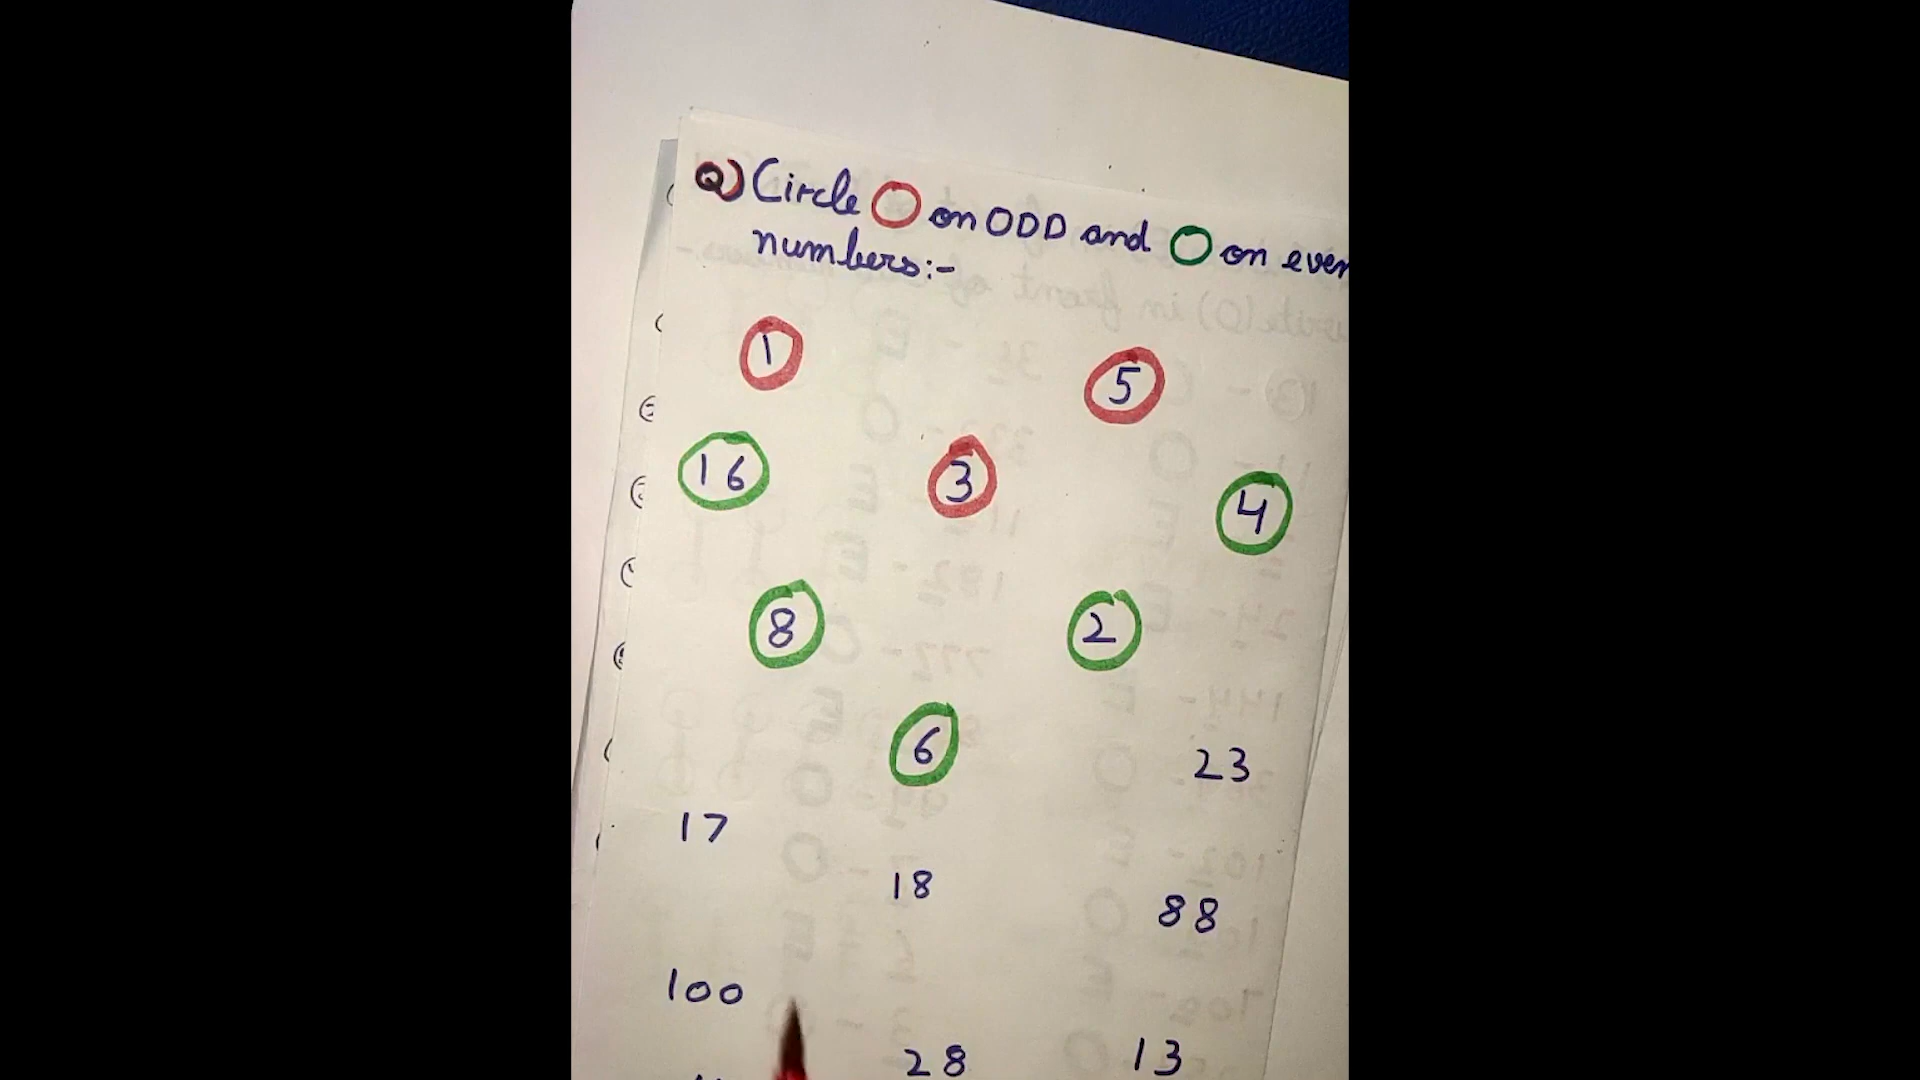 Q) Circle O on ODD and O on even
numbers:-
1 5
16 3 4
8 2
6 23
17
18 88
100
28 13